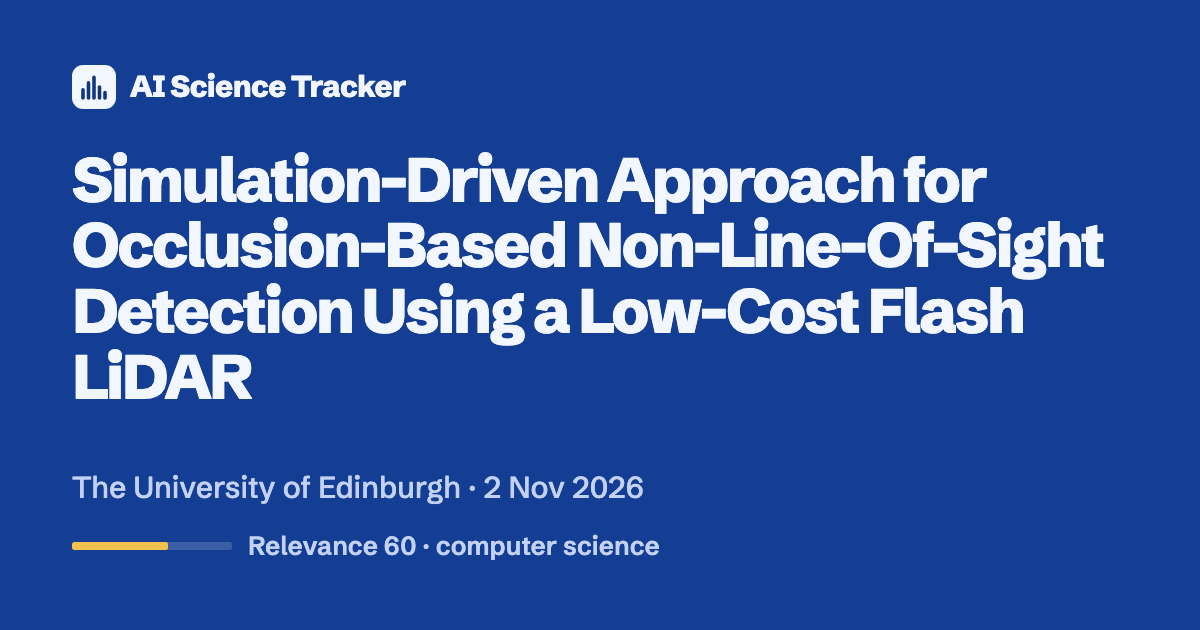 AI Science Tracker
Simulation-Driven Approach for
Occlusion-Based Non-Line-Of-Sight
Detection Using a Low-Cost Flash
LiDAR
The University of Edinburgh · 2 Nov 2026
Relevance 60 · computer science